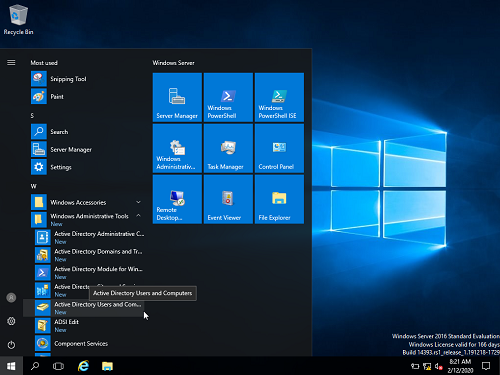 Recycle Bin
Most used
Snipping Tool
Paint
S
Search
Server Manager
Settings
W
Windows Accessories
Windows Administrative Tools
New
Active Directory Administrative C...
New
Active Directory Domains and Tr...
New
Active Directory Module for Win...
New
Active Directory
New
Active Directory Users and Computers
Active Directory Users and Com...
New
ADSI Edit
New
Component Services
Windows Server
Server Manager
Windows PowerShell
Windows PowerShell ISE
Windows Administrativ...
Task Manager
Control Panel
Remote Desktop...
Event Viewer
File Explorer
Windows Server 2016 Standard Evaluation
Windows License valid for 166 days
Build 14393.rs1_release_1.191218-1729
8:21 AM
2/12/2020